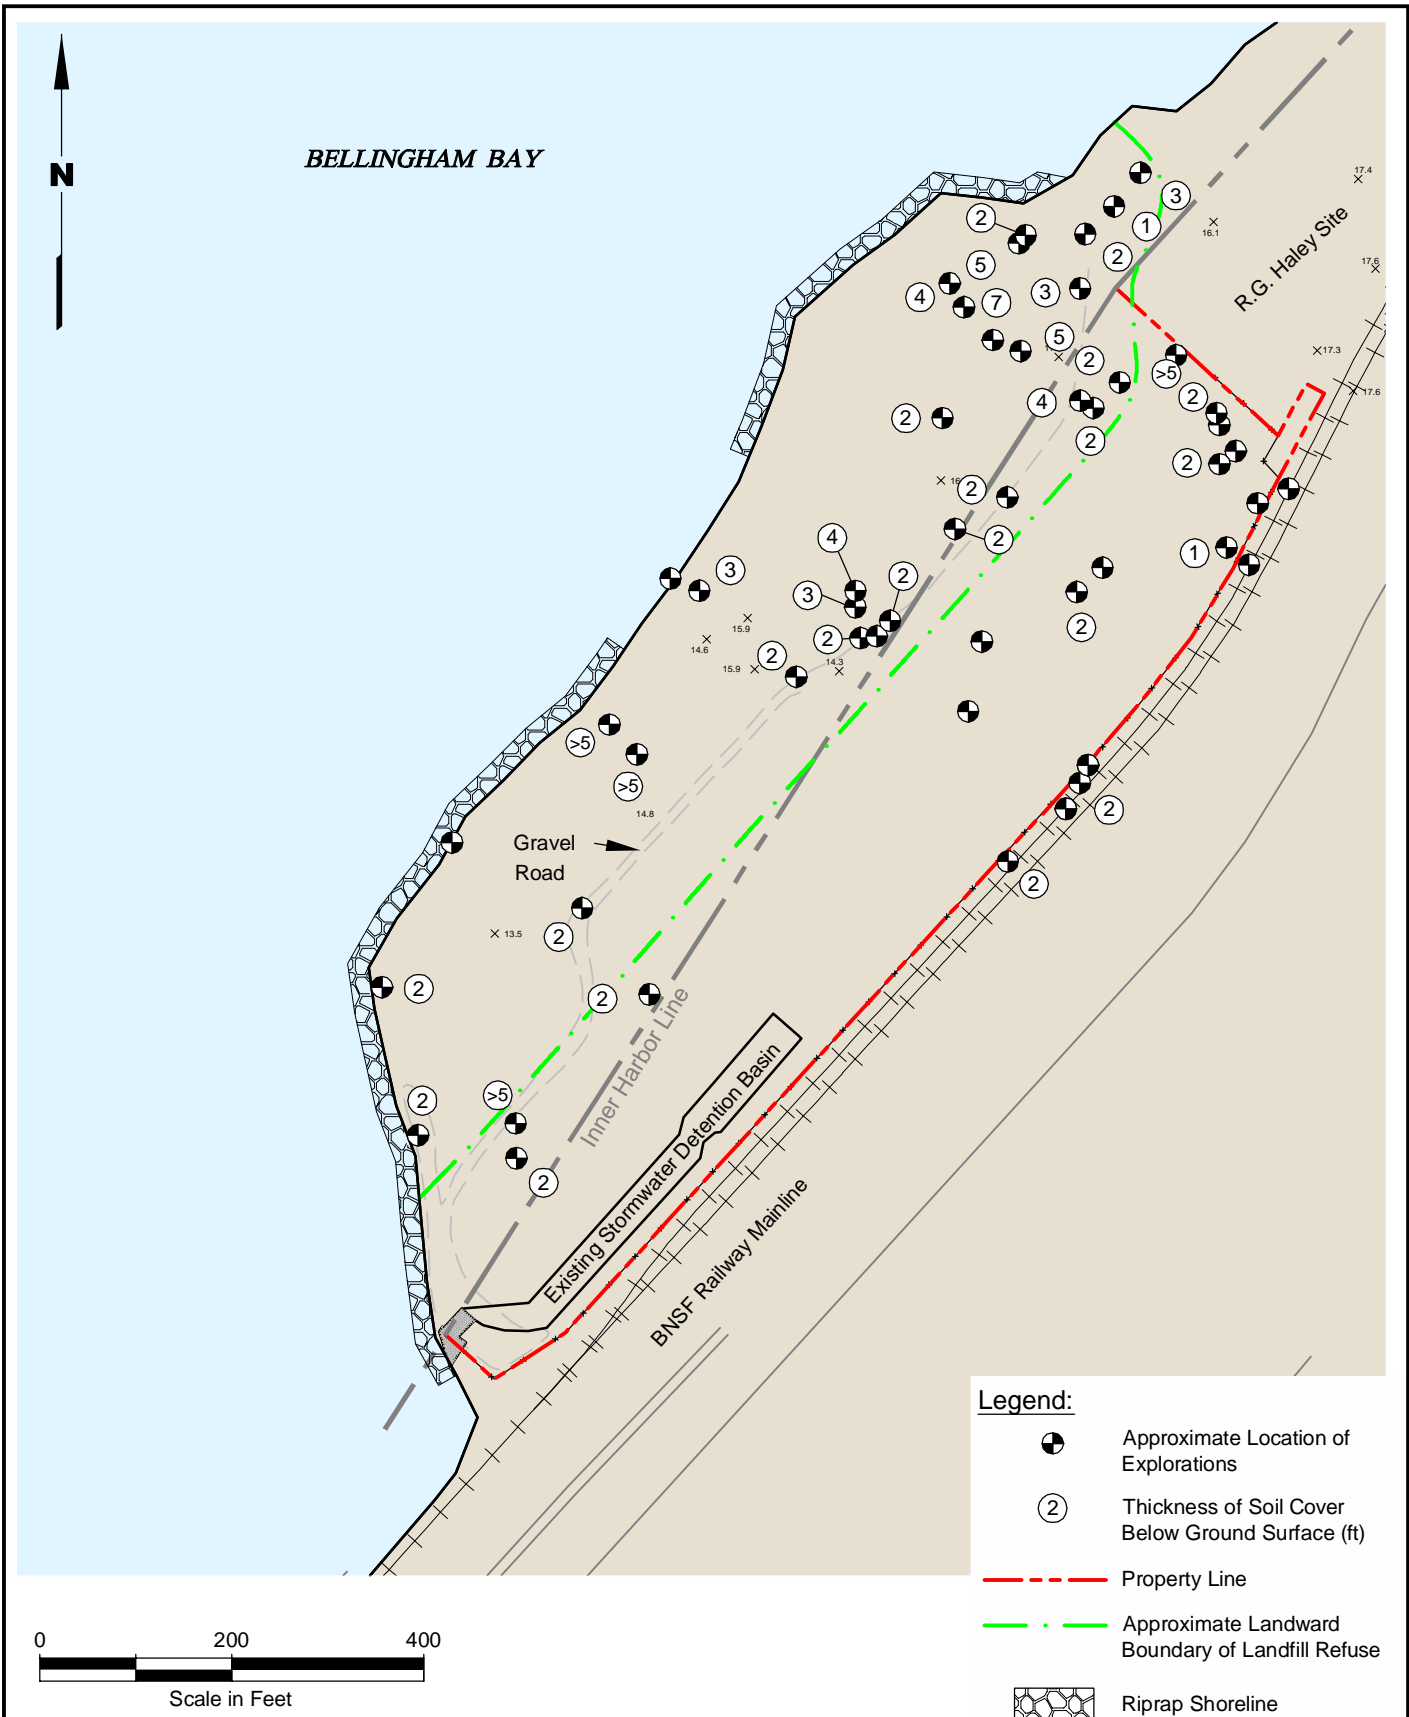 N
BELLINGHAM BAY
17.4
3
2
1
16.1
2
5
17.6
R.G. Haley Site
4
7
3
5
17.3
2
>5
17.6
2
4
2
2
2
16
2
2
4
1
3
2
3
15.9
2
14.6
2
2
15.9
14.3
>5
>5
14.8
2
Gravel
Road
2
2
13.5
2
2
Inner Harbor Line
2
>5
2
Existing Stormwater Detention Basin
BNSF Railway Mainline
Legend:
Approximate Location of
Explorations
2
Thickness of Soil Cover
Below Ground Surface (ft)
Property Line
Approximate Landward
Boundary of Landfill Refuse
Riprap Shoreline
0
200
400
Scale in Feet